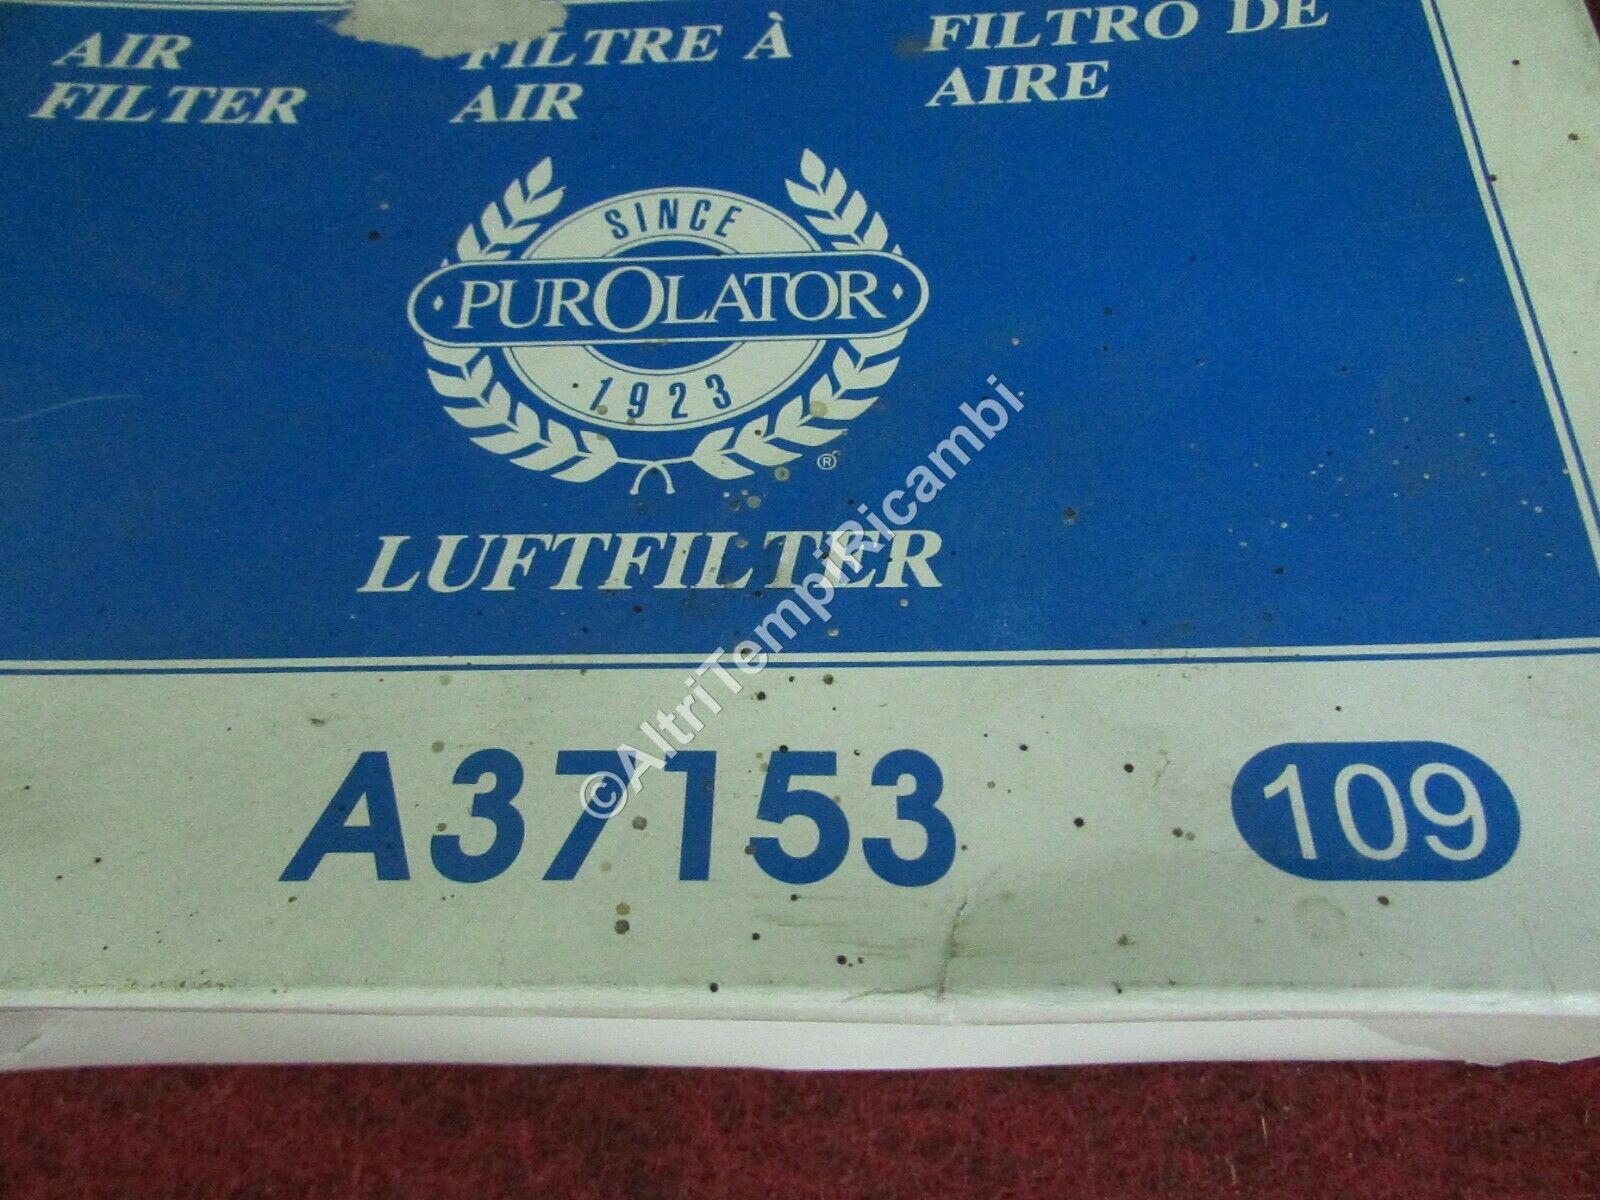 AIR
FILTER
FILTRE À
AIR
FILTRO DE
AIRE
SINCE
PUROLATOR
1923
®
LUFTFILTER
©AltriTempiRicambi
A37153
109